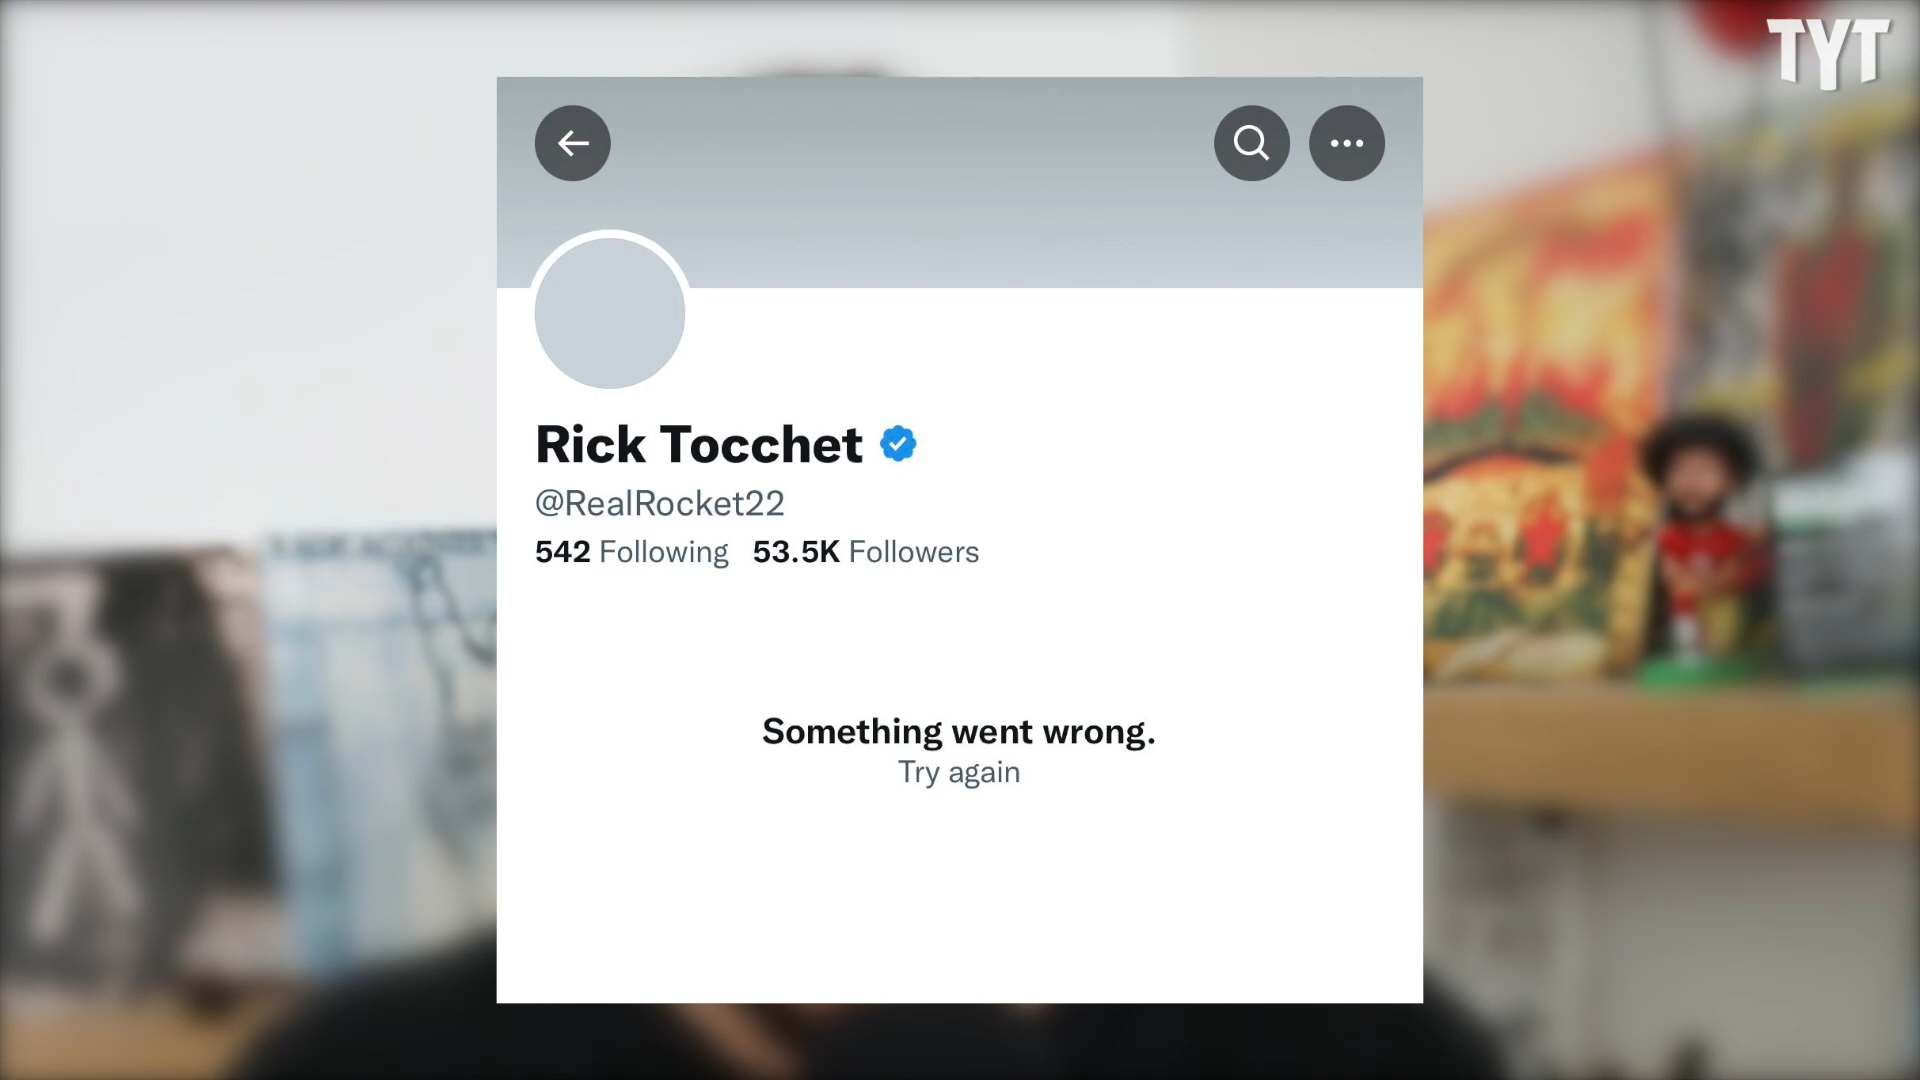 TYT
Rick Tocchet
@RealRocket22
542 Following 53.5K Followers
Something went wrong.
Try again